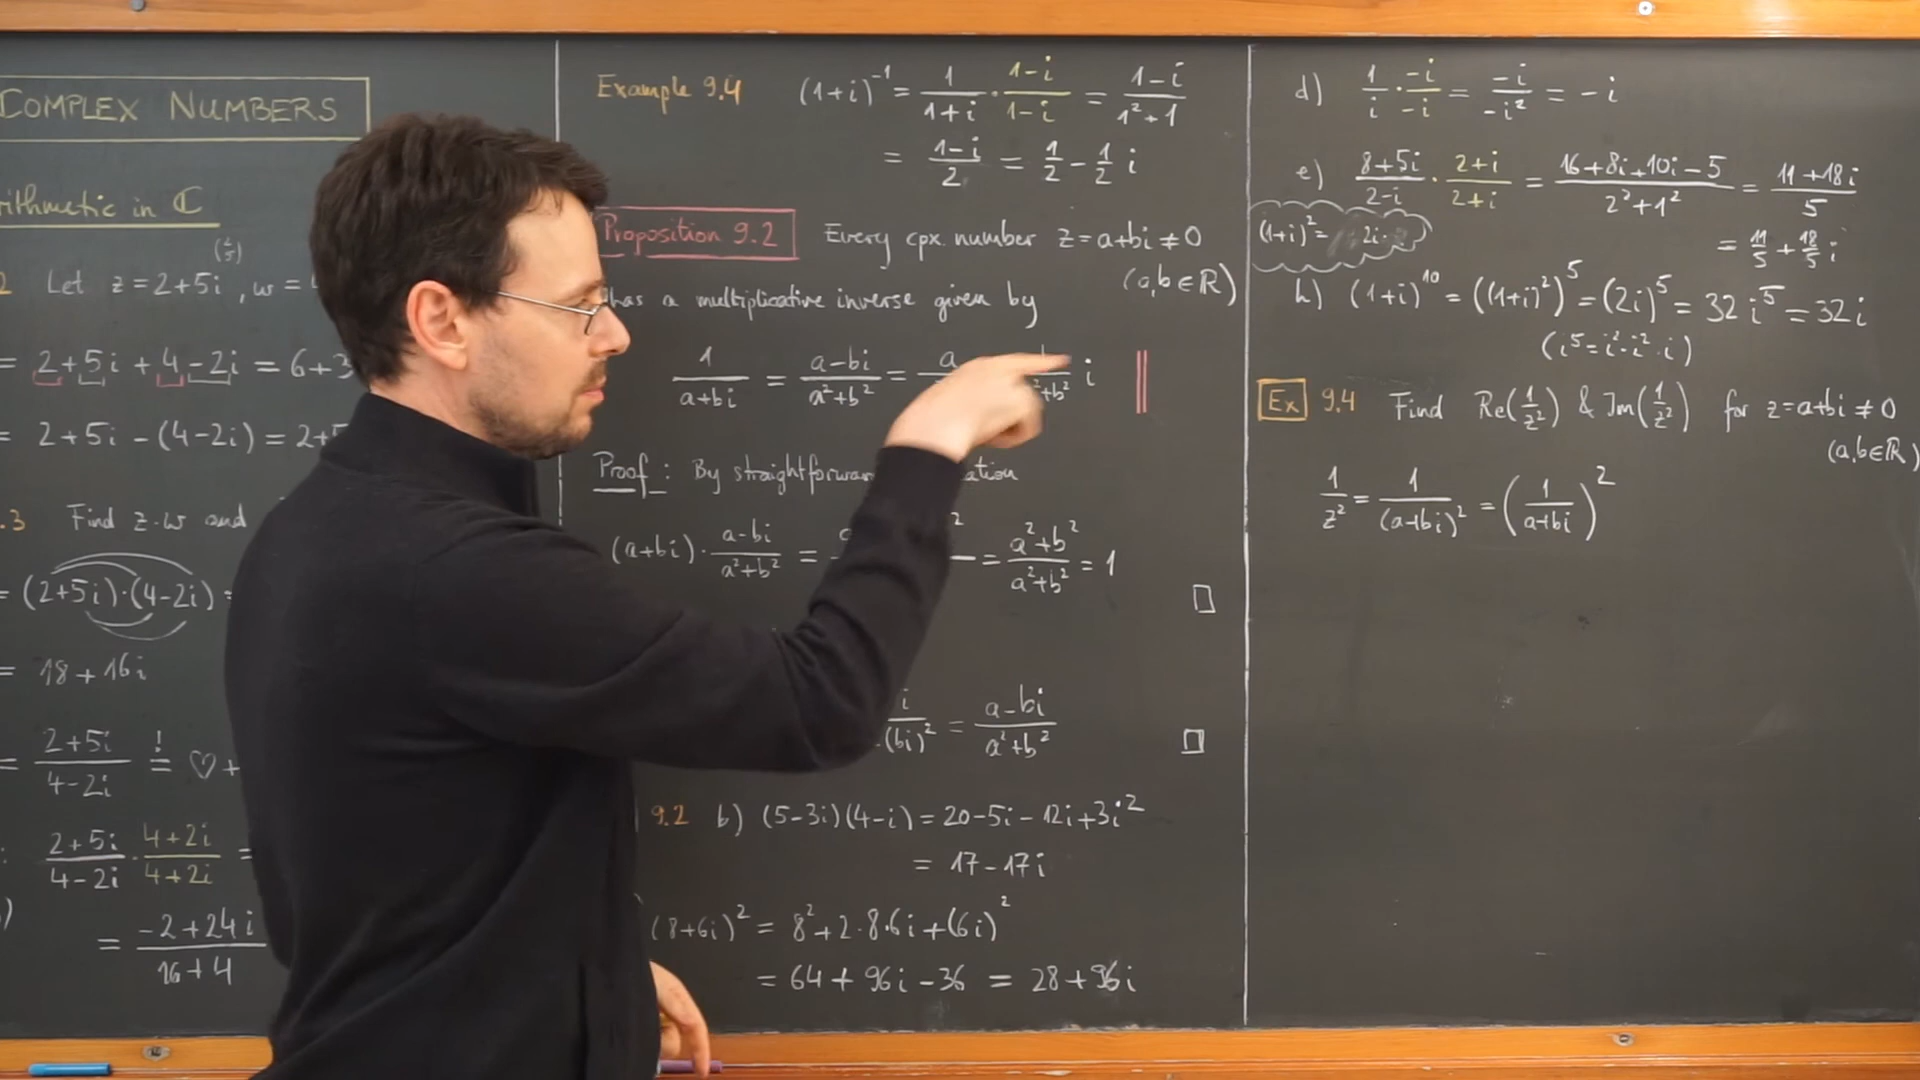 COMPLEX NUMBERS
rithmetic in ℂ
(2/5)
2 Let z = 2+5i , w =
= 2+5i + 4-2i = 6+3
= 2+5i - (4-2i) = 2+5
.3 Find z·w and
= (2+5i)·(4-2i) =
= 18+16i
= (2+5i)/(4-2i) =! ♡+
: (2+5i)/(4-2i) · (4+2i)/(4+2i) =
) = (-2+24i)/(16+4)
Example 9.4 (1+i)^-1 = 1/(1+i) · (1-i)/(1-i) = (1-i)/(1²+1)
= (1-i)/2 = 1/2 - 1/2 i
Proposition 9.2 Every cpx. number z = a+bi ≠ 0
(a,b ∈ ℝ)
has a multiplicative inverse given by
1/(a+bi) = (a-bi)/(a²+b²) = a i
Proof: By straightforwar ation
(a+bi) · (a-bi)/(a²+b²) = = (a²+b²)/(a²+b²) = 1 □
(bi)² = (a-bi)/(a²+b²) □
9.2 b) (5-3i)(4-i) = 20-5i-12i+3i²
= 17-17i
(8+6i)² = 8²+2·8·6i+(6i)²
= 64+96i-36 = 28+96i
d) 1/i · -i/-i = -i/-i² = -i
e) (8+5i)/(2-i) · (2+i)/(2+i) = (16+8i+10i-5)/(2²+1²) = (11+18i)/5
= 11/5 + 18/5 i
(1+i)² = 2i
h) (1+i)^10 = ((1+i)²)^5 = (2i)^5 = 32 i^5 = 32i
(i^5 = i²·i²·i)
Ex 9.4 Find Re(1/z²) & Im(1/z²) for z = a+bi ≠ 0
(a,b ∈ ℝ)
1/z² = 1/(a+bi)² = (1/(a+bi))²